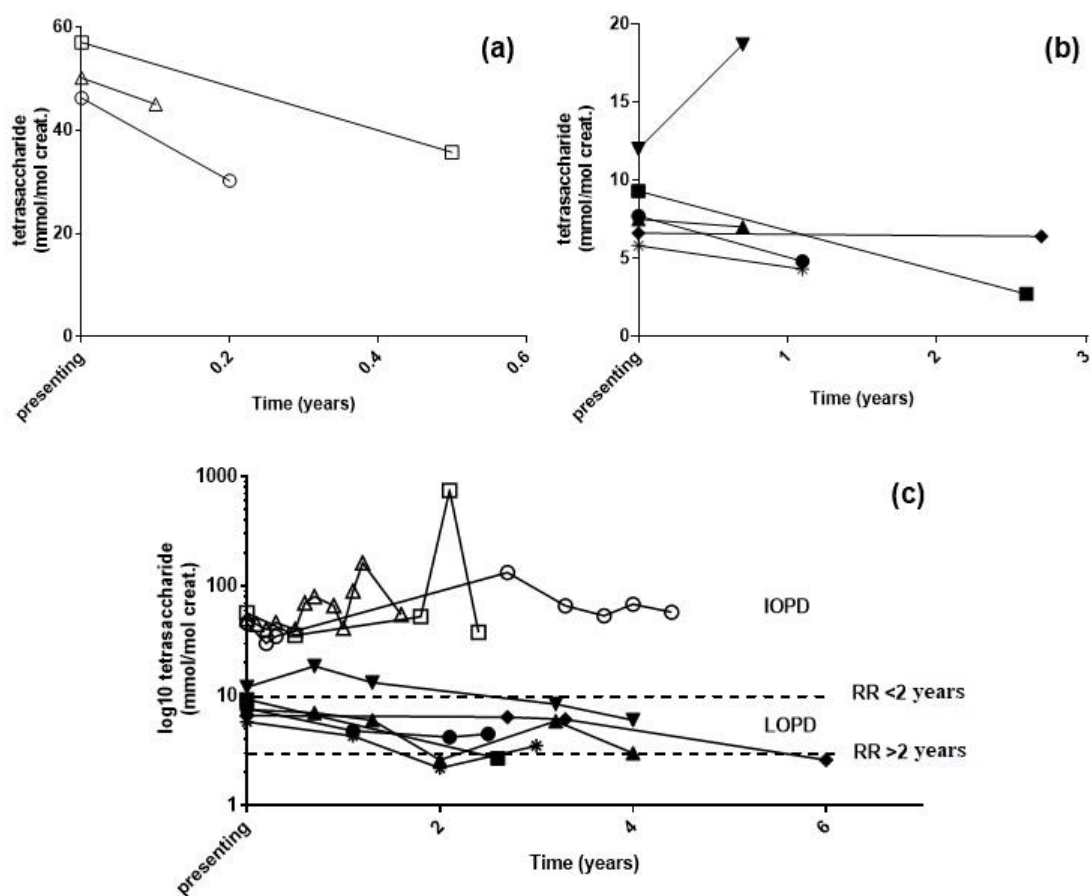 (a)
tetrasaccharide
(mmol/mol creat.)
60
40
20
0
presenting
0.2
0.4
0.6
Time (years)
(b)
tetrasaccharide
(mmol/mol creat.)
20
15
10
5
0
presenting
1
2
3
Time (years)
(c)
log10 tetrasaccharide
(mmol/mol creat.)
1000
100
10
1
IOPD
RR <2 years
LOPD
RR >2 years
presenting
2
4
6
Time (years)